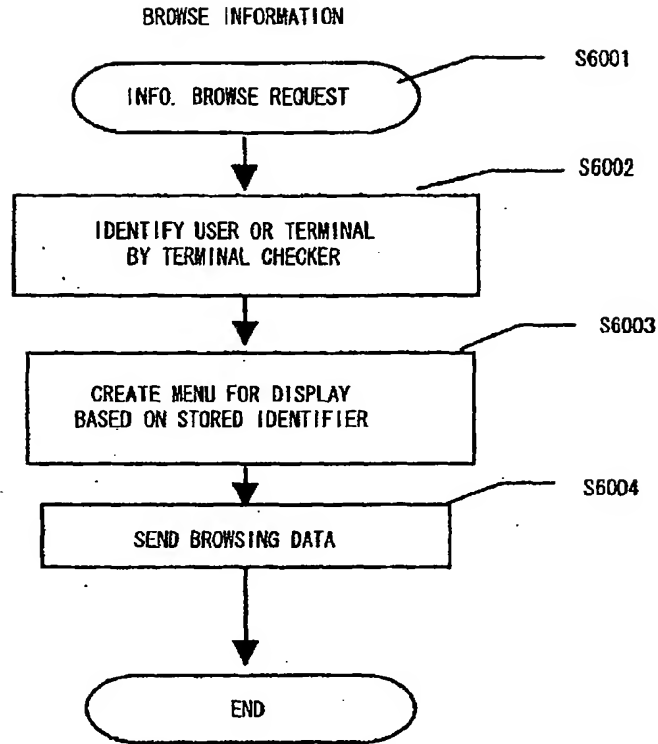 BROWSE INFORMATION
S6001
INFO. BROWSE REQUEST
S6002
IDENTIFY USER OR TERMINAL
BY TERMINAL CHECKER
S6003
CREATE MENU FOR DISPLAY
BASED ON STORED IDENTIFIER
S6004
SEND BROWSING DATA
END